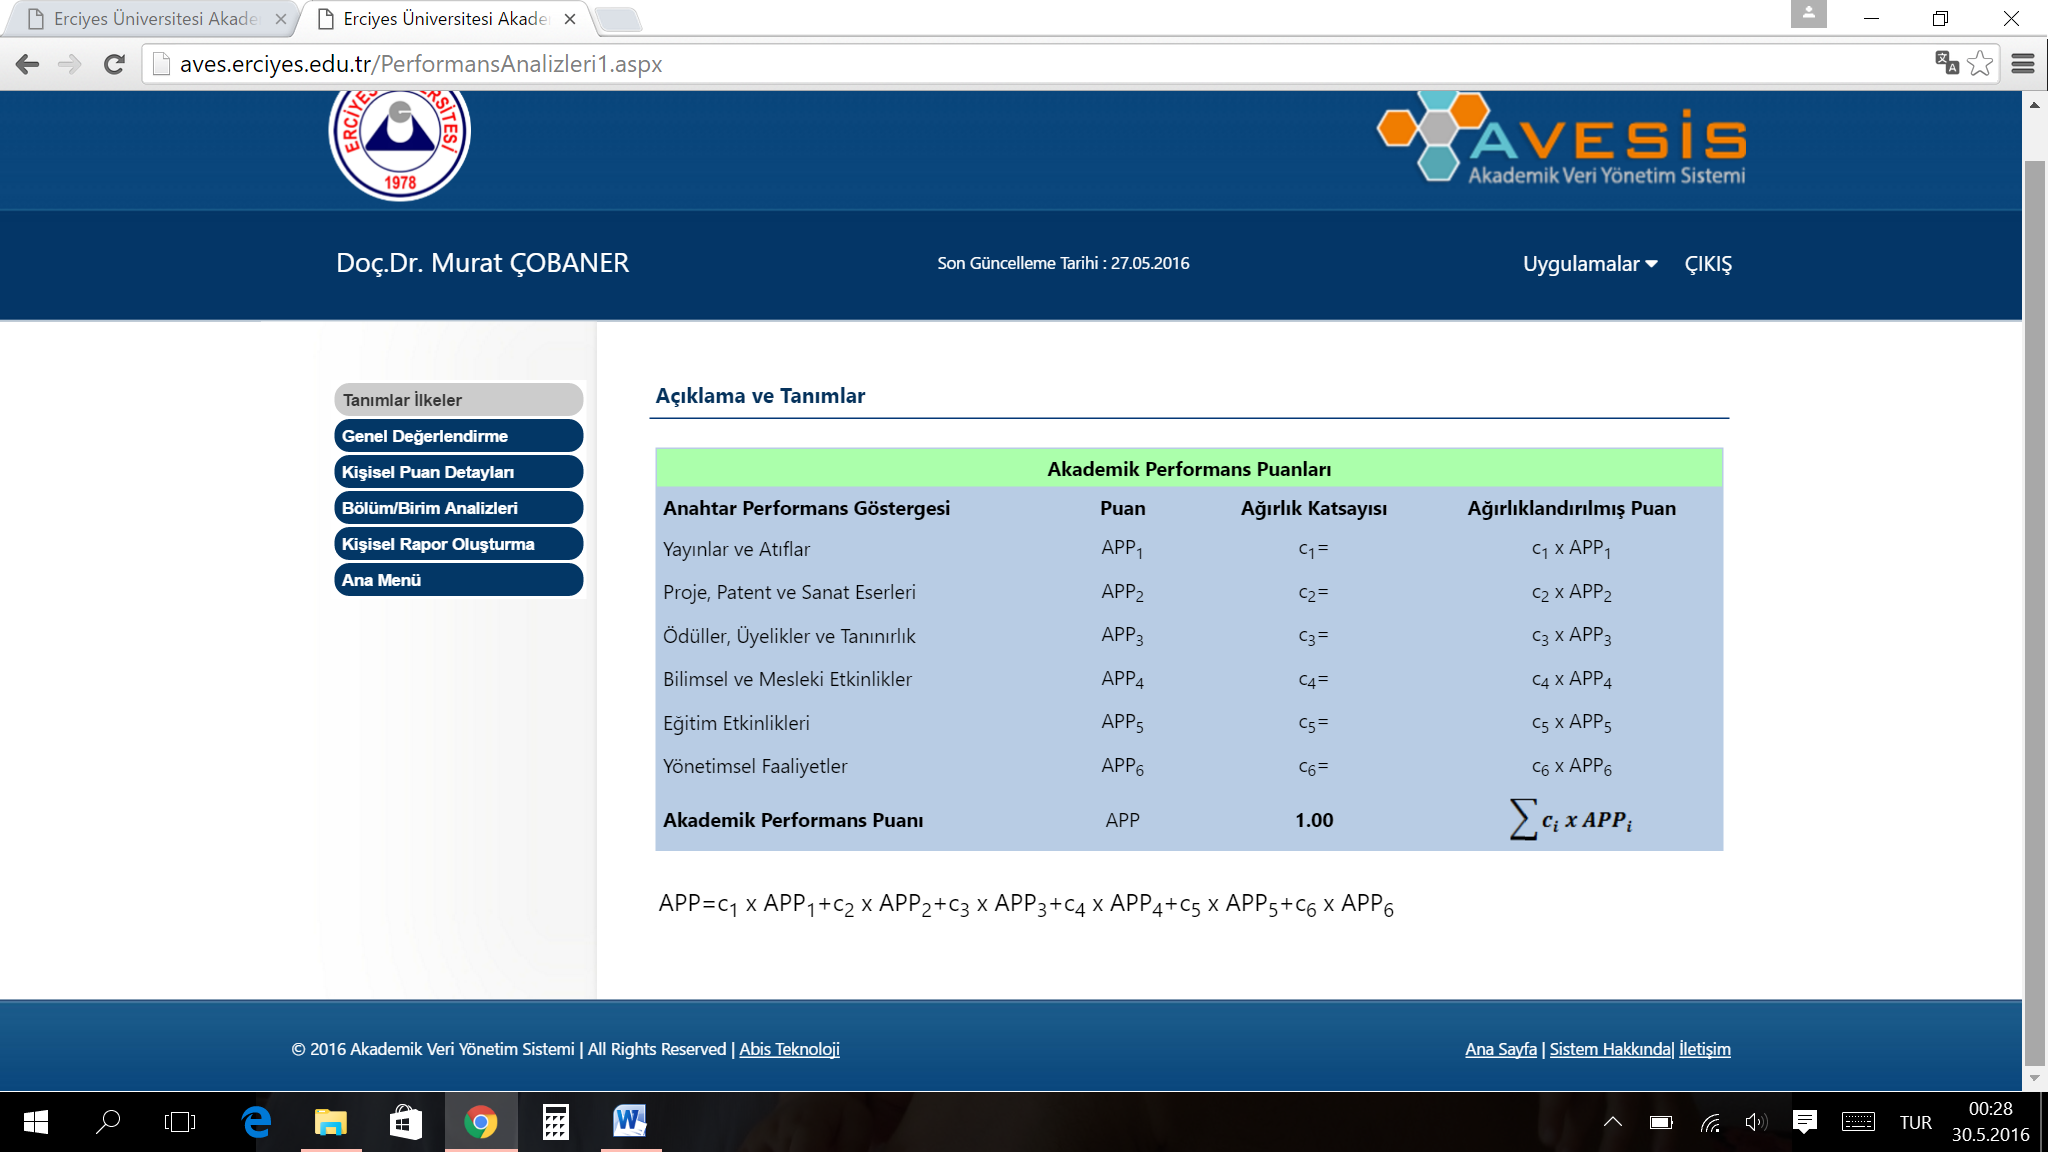 Erciyes Üniversitesi Akade
Erciyes Üniversitesi Akade
aves.erciyes.edu.tr/PerformansAnalizleri1.aspx
ERCİYES ÜNİVERSİTESİ
1978
AVESİS
Akademik Veri Yönetim Sistemi
Doç.Dr. Murat ÇOBANER
Son Güncelleme Tarihi : 27.05.2016
Uygulamalar
ÇIKIŞ
Tanımlar İlkeler
Genel Değerlendirme
Kişisel Puan Detayları
Bölüm/Birim Analizleri
Kişisel Rapor Oluşturma
Ana Menü
Açıklama ve Tanımlar
Akademik Performans Puanları
Anahtar Performans Göstergesi Puan Ağırlık Katsayısı Ağırlıklandırılmış Puan
Yayınlar ve Atıflar APP₁ c₁= c₁ x APP₁
Proje, Patent ve Sanat Eserleri APP₂ c₂= c₂ x APP₂
Ödüller, Üyelikler ve Tanınırlık APP₃ c₃= c₃ x APP₃
Bilimsel ve Mesleki Etkinlikler APP₄ c₄= c₄ x APP₄
Eğitim Etkinlikleri APP₅ c₅= c₅ x APP₅
Yönetimsel Faaliyetler APP₆ c₆= c₆ x APP₆
Akademik Performans Puanı APP 1.00 ∑ cᵢ x APPᵢ
APP=c₁ x APP₁+c₂ x APP₂+c₃ x APP₃+c₄ x APP₄+c₅ x APP₅+c₆ x APP₆
© 2016 Akademik Veri Yönetim Sistemi | All Rights Reserved | Abis Teknoloji
Ana Sayfa | Sistem Hakkında| İletişim
TUR
00:28
30.5.2016